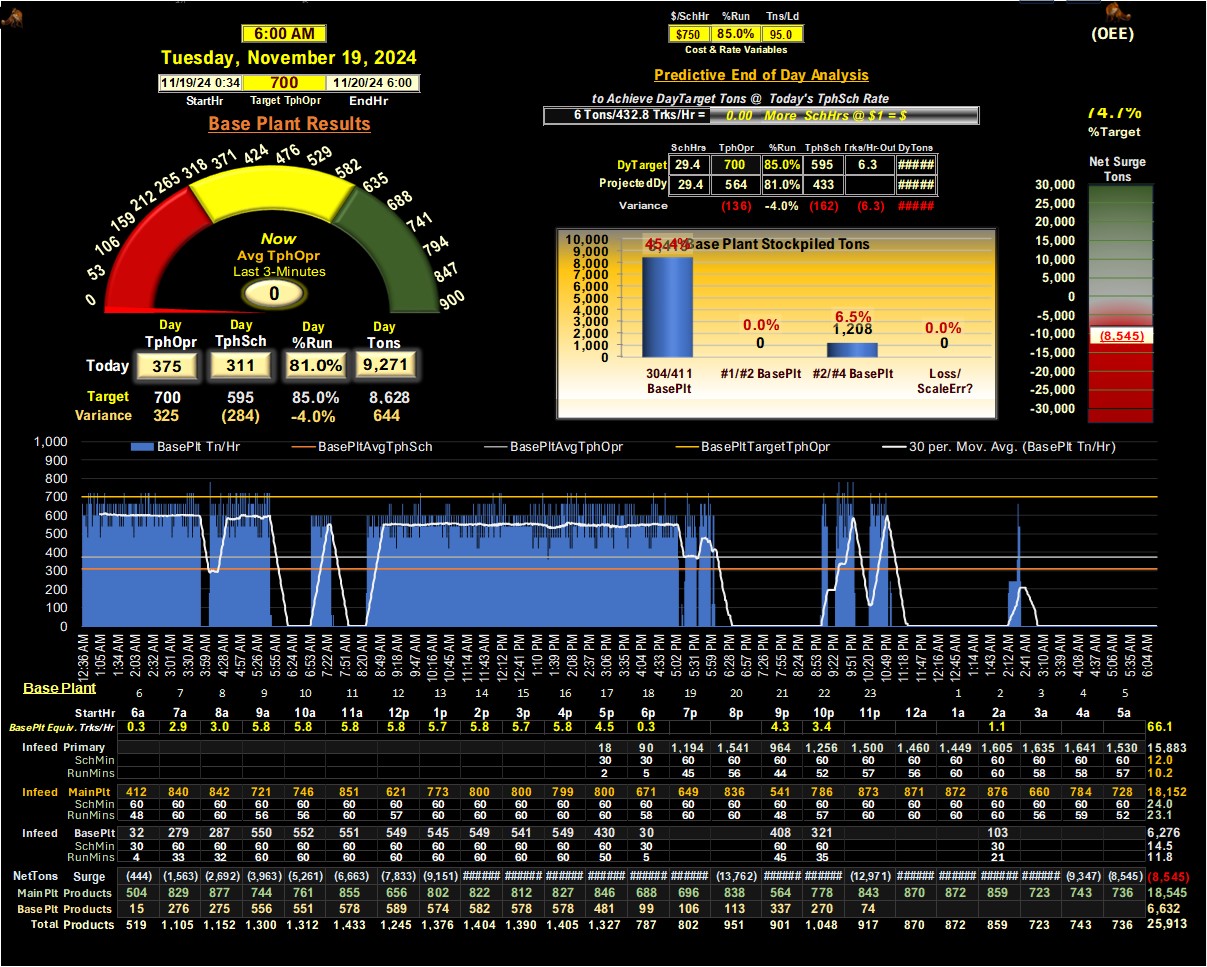 $/SchHr %Run Tns/Ld
$750 85.0% 95.0
Cost & Rate Variables
6:00 AM
Tuesday, November 19, 2024
11/19/24 0:34 700 11/20/24 6:00
StartHr Target TphOpr EndHr
Base Plant Results
(OEE)
74.7%
%Target
Predictive End of Day Analysis
to Achieve DayTarget Tons @ Today's TphSch Rate
6 Tons/432.8 Trks/Hr = 0.00 More SchHrs @ $1 = $
SchHrs TphOpr %Run TphSch Trks/Hr-Out DyTons
DyTarget 29.4 700 85.0% 595 6.3 #####
ProjectedDy 29.4 564 81.0% 433 #####
Variance (136) -4.0% (162) (6.3) #####
0 53 106 159 212 265 318 371 424 476 529 582 635 688 741 794 847 900
Now
Avg TphOpr
Last 3-Minutes
0
Day Day Day Day
TphOpr TphSch %Run Tons
Today 375 311 81.0% 9,271
Target 700 595 85.0% 8,628
Variance 325 (284) -4.0% 644
Base Plant Stockpiled Tons
10,000
9,000
8,000
7,000
6,000
5,000
4,000
3,000
2,000
1,000
0
45.4%
0.0%
0
6.5%
1,208
0.0%
0
304/411 BasePlt
#1/#2 BasePlt
#2/#4 BasePlt
Loss/ ScaleErr?
Net Surge
Tons
30,000
25,000
20,000
15,000
10,000
5,000
0
-5,000
-10,000
-15,000
-20,000
-25,000
-30,000
(8,545)
BasePlt Tn/Hr BasePltAvgTphSch BasePltAvgTphOpr BasePltTargetTphOpr 30 per. Mov. Avg. (BasePlt Tn/Hr)
1,000
900
800
700
600
500
400
300
200
100
0
12:36 AM 1:05 AM 1:34 AM 2:03 AM 2:32 AM 3:01 AM 3:30 AM 3:59 AM 4:28 AM 4:57 AM 5:26 AM 5:55 AM 6:24 AM 6:53 AM 7:22 AM 7:51 AM 8:20 AM 8:49 AM 9:18 AM 9:47 AM 10:16 AM 10:45 AM 11:14 AM 11:43 AM 12:12 PM 12:41 PM 1:10 PM 1:39 PM 2:08 PM 2:37 PM 3:06 PM 3:35 PM 4:04 PM 4:33 PM 5:02 PM 5:31 PM 5:59 PM 6:28 PM 6:57 PM 7:26 PM 7:55 PM 8:24 PM 8:53 PM 9:22 PM 9:51 PM 10:20 PM 10:49 PM 11:18 PM 11:47 PM 12:16 AM 12:45 AM 1:14 AM 1:43 AM 2:12 AM 2:41 AM 3:10 AM 3:39 AM 4:08 AM 4:37 AM 5:06 AM 5:35 AM 6:04 AM
Base Plant 6 7 8 9 10 11 12 13 14 15 16 17 18 19 20 21 22 23 1 2 3 4 5
StartHr 6a 7a 8a 9a 10a 11a 12p 1p 2p 3p 4p 5p 6p 7p 8p 9p 10p 11p 12a 1a 2a 3a 4a 5a
BasePlt Equiv. Trks/Hr 0.3 2.9 3.0 5.8 5.8 5.8 5.8 5.7 5.8 5.7 5.8 4.5 0.3 4.3 3.4 1.1 66.1
Infeed Primary 18 90 1,194 1,541 964 1,256 1,500 1,460 1,449 1,605 1,635 1,641 1,530 15,883
SchMin 30 30 60 60 60 60 60 60 60 60 60 60 60 12.0
RunMins 2 5 45 56 44 52 57 56 60 60 58 58 57 10.2
Infeed MainPlt 412 840 842 721 746 851 621 773 800 800 799 800 671 649 836 541 786 873 871 872 876 660 784 728 18,152
SchMin 60 60 60 60 60 60 60 60 60 60 60 60 60 60 60 60 60 60 60 60 60 60 60 60 24.0
RunMins 48 60 60 56 56 60 57 60 60 60 60 60 58 60 60 48 57 60 60 60 60 56 59 52 23.1
Infeed BasePlt 32 279 287 550 552 551 549 545 549 541 549 430 30 408 321 103 6,276
SchMin 30 60 60 60 60 60 60 60 60 60 60 60 30 60 60 30 14.5
RunMins 4 33 32 60 60 60 60 60 60 60 60 50 5 45 35 21 11.8
NetTons Surge (444) (1,563) (2,692) (3,963) (5,261) (6,663) (7,833) (9,151) ###### ###### ###### ###### ###### ###### (13,762) ###### ###### (12,971) ###### ###### ###### ###### (9,347) (8,545) (8,545)
MainPlt Products 504 829 877 744 761 855 656 802 822 812 827 846 688 696 838 564 778 843 870 872 859 723 743 736 18,545
BasePlt Products 15 276 275 556 551 578 589 574 582 578 578 481 99 106 113 337 270 74 6,632
Total Products 519 1,105 1,152 1,300 1,312 1,433 1,245 1,376 1,404 1,390 1,405 1,327 787 802 951 901 1,048 917 870 872 859 723 743 736 25,913